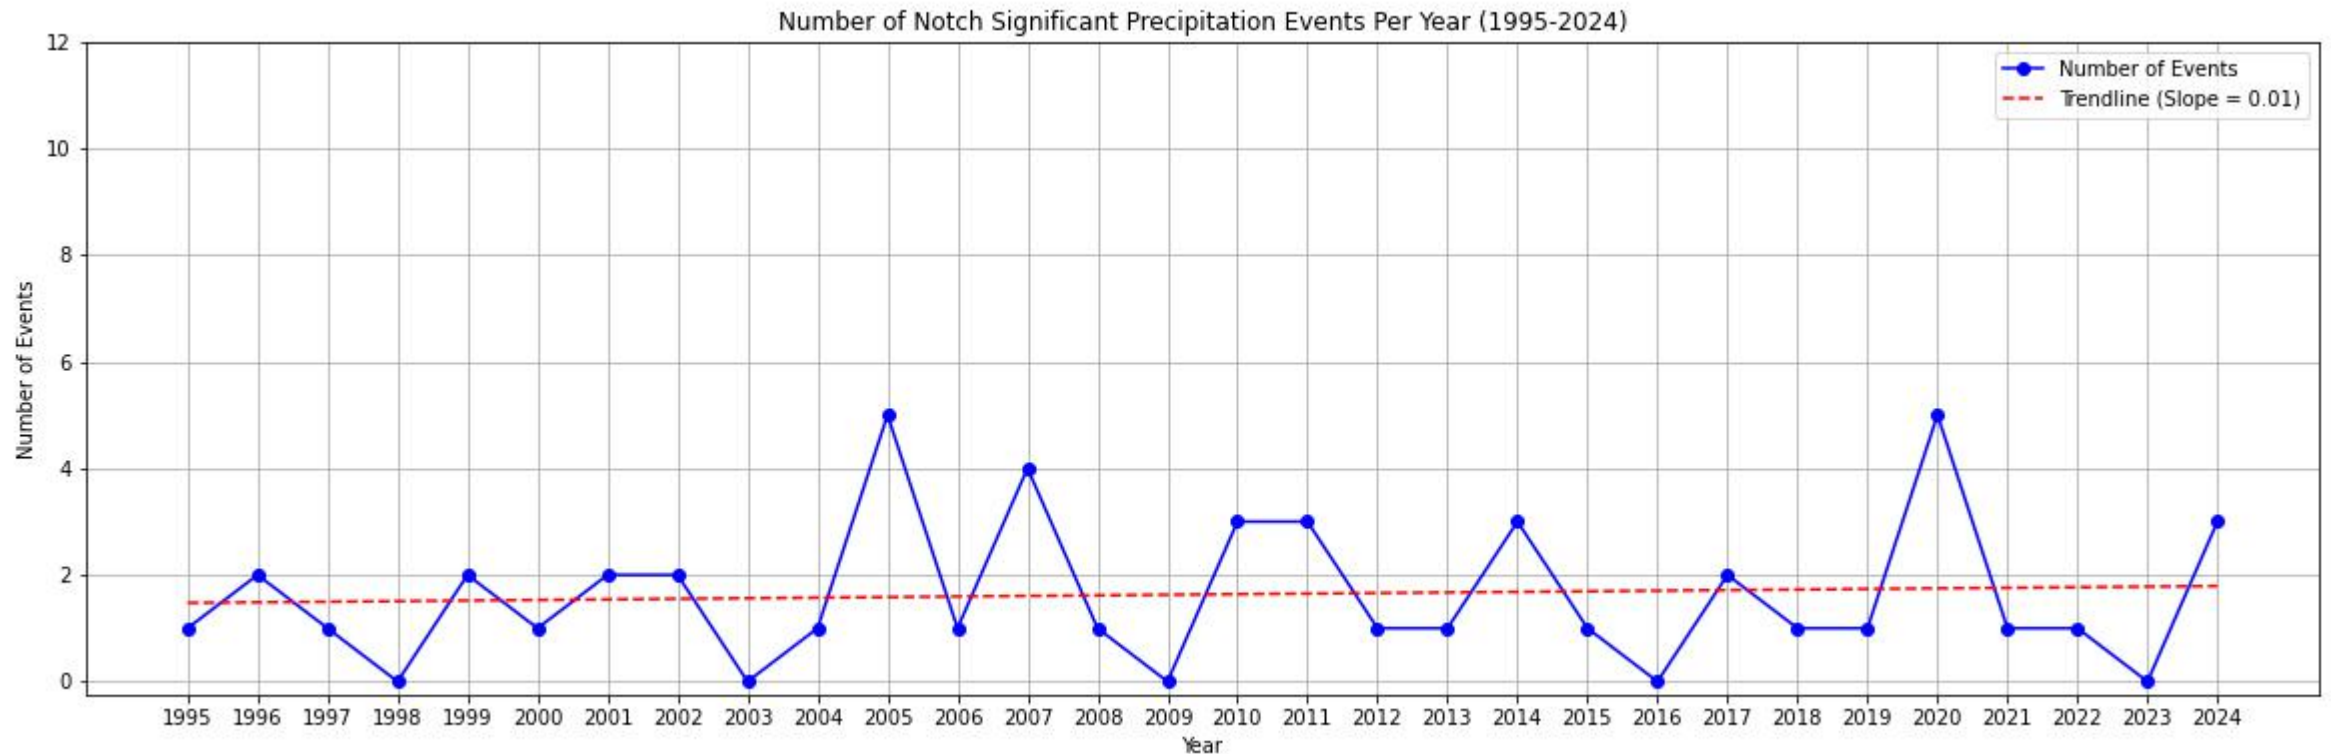 Number of Notch Significant Precipitation Events Per Year (1995-2024)
12
10
8
6
4
2
0
Number of Events
Number of Events
Trendline (Slope = 0.01)
1995 1996 1997 1998 1999 2000 2001 2002 2003 2004 2005 2006 2007 2008 2009 2010 2011 2012 2013 2014 2015 2016 2017 2018 2019 2020 2021 2022 2023 2024
Year